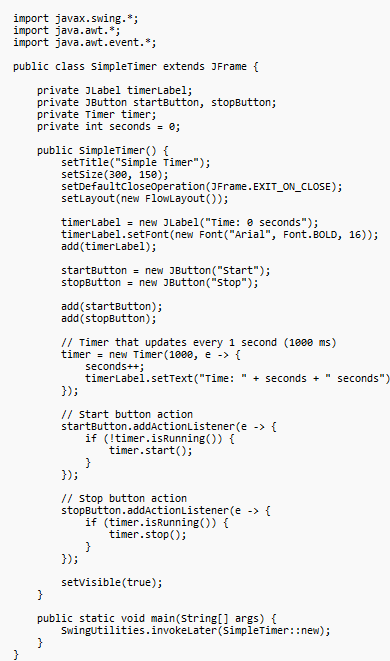 import javax.swing.*;
import java.awt.*;
import java.awt.event.*;

public class SimpleTimer extends JFrame {

    private JLabel timerLabel;
    private JButton startButton, stopButton;
    private Timer timer;
    private int seconds = 0;

    public SimpleTimer() {
        setTitle("Simple Timer");
        setSize(300, 150);
        setDefaultCloseOperation(JFrame.EXIT_ON_CLOSE);
        setLayout(new FlowLayout());

        timerLabel = new JLabel("Time: 0 seconds");
        timerLabel.setFont(new Font("Arial", Font.BOLD, 16));
        add(timerLabel);

        startButton = new JButton("Start");
        stopButton = new JButton("Stop");

        add(startButton);
        add(stopButton);

        // Timer that updates every 1 second (1000 ms)
        timer = new Timer(1000, e -> {
            seconds++;
            timerLabel.setText("Time: " + seconds + " seconds")
        });

        // Start button action
        startButton.addActionListener(e -> {
            if (!timer.isRunning()) {
                timer.start();
            }
        });

        // Stop button action
        stopButton.addActionListener(e -> {
            if (timer.isRunning()) {
                timer.stop();
            }
        });

        setVisible(true);
    }

    public static void main(String[] args) {
        SwingUtilities.invokeLater(SimpleTimer::new);
    }
}